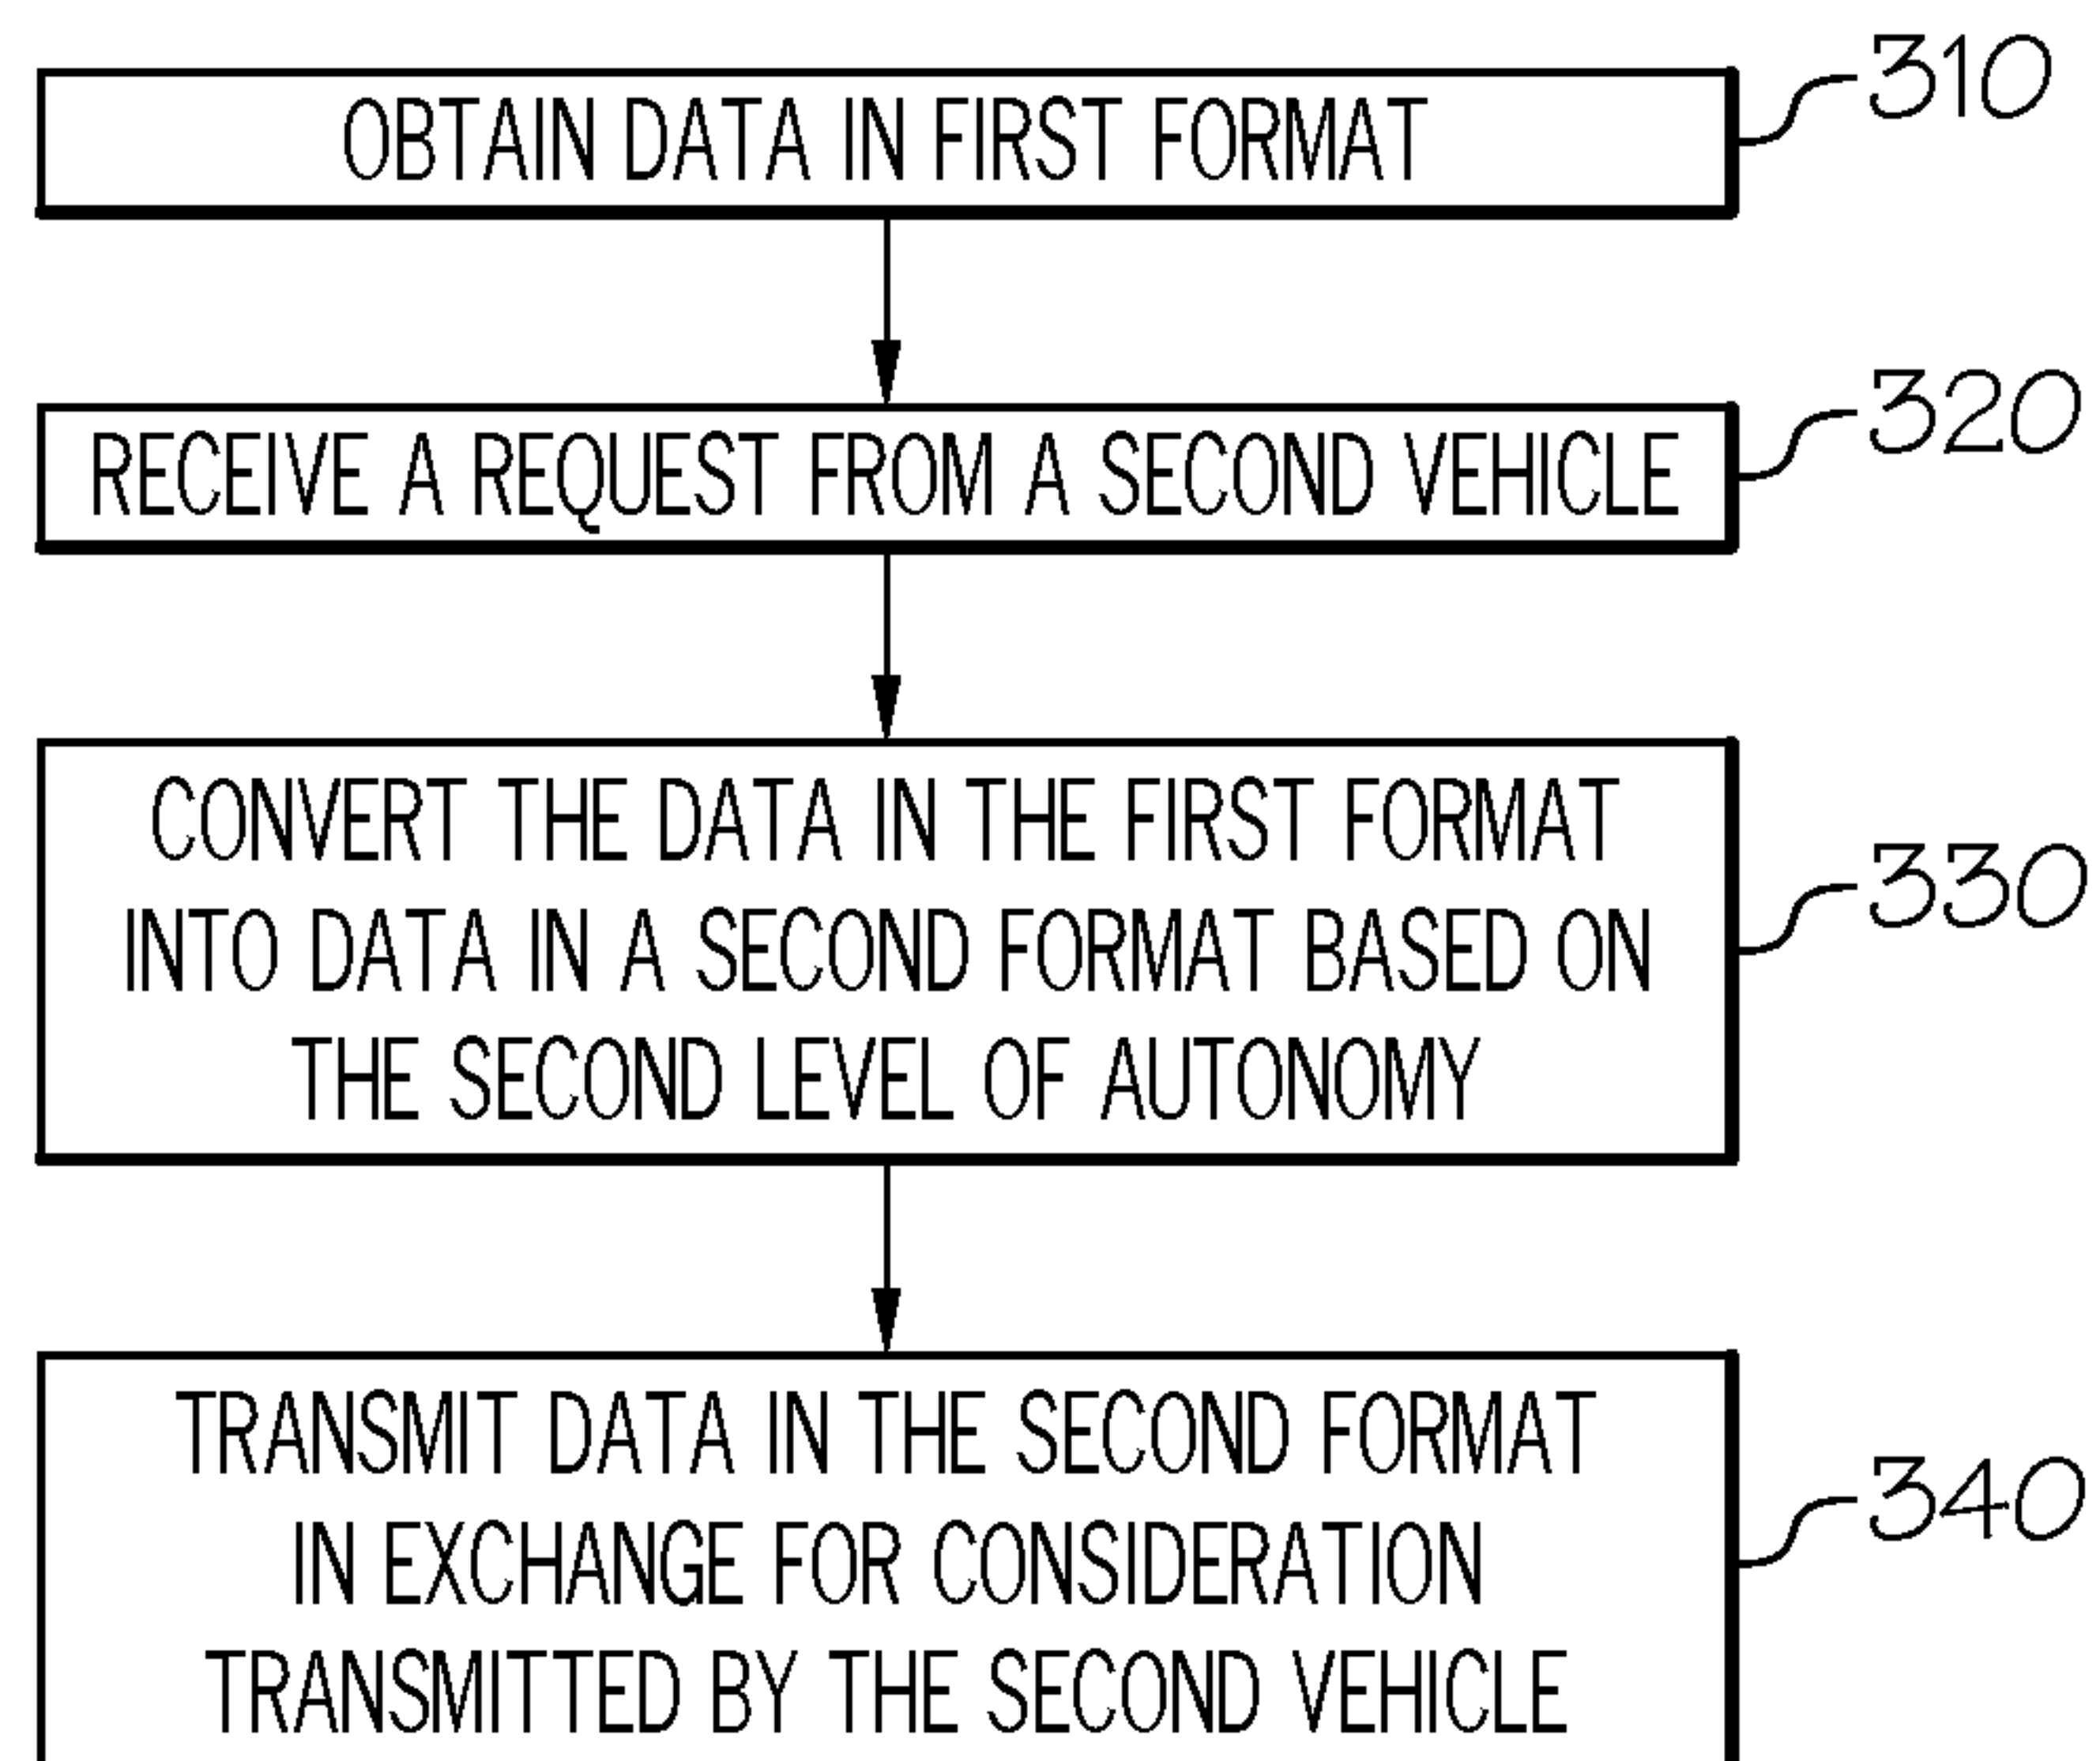 OBTAIN DATA IN FIRST FORMAT
310
RECEIVE A REQUEST FROM A SECOND VEHICLE
320
CONVERT THE DATA IN THE FIRST FORMAT
INTO DATA IN A SECOND FORMAT BASED ON
THE SECOND LEVEL OF AUTONOMY
330
TRANSMIT DATA IN THE SECOND FORMAT
IN EXCHANGE FOR CONSIDERATION
TRANSMITTED BY THE SECOND VEHICLE
340